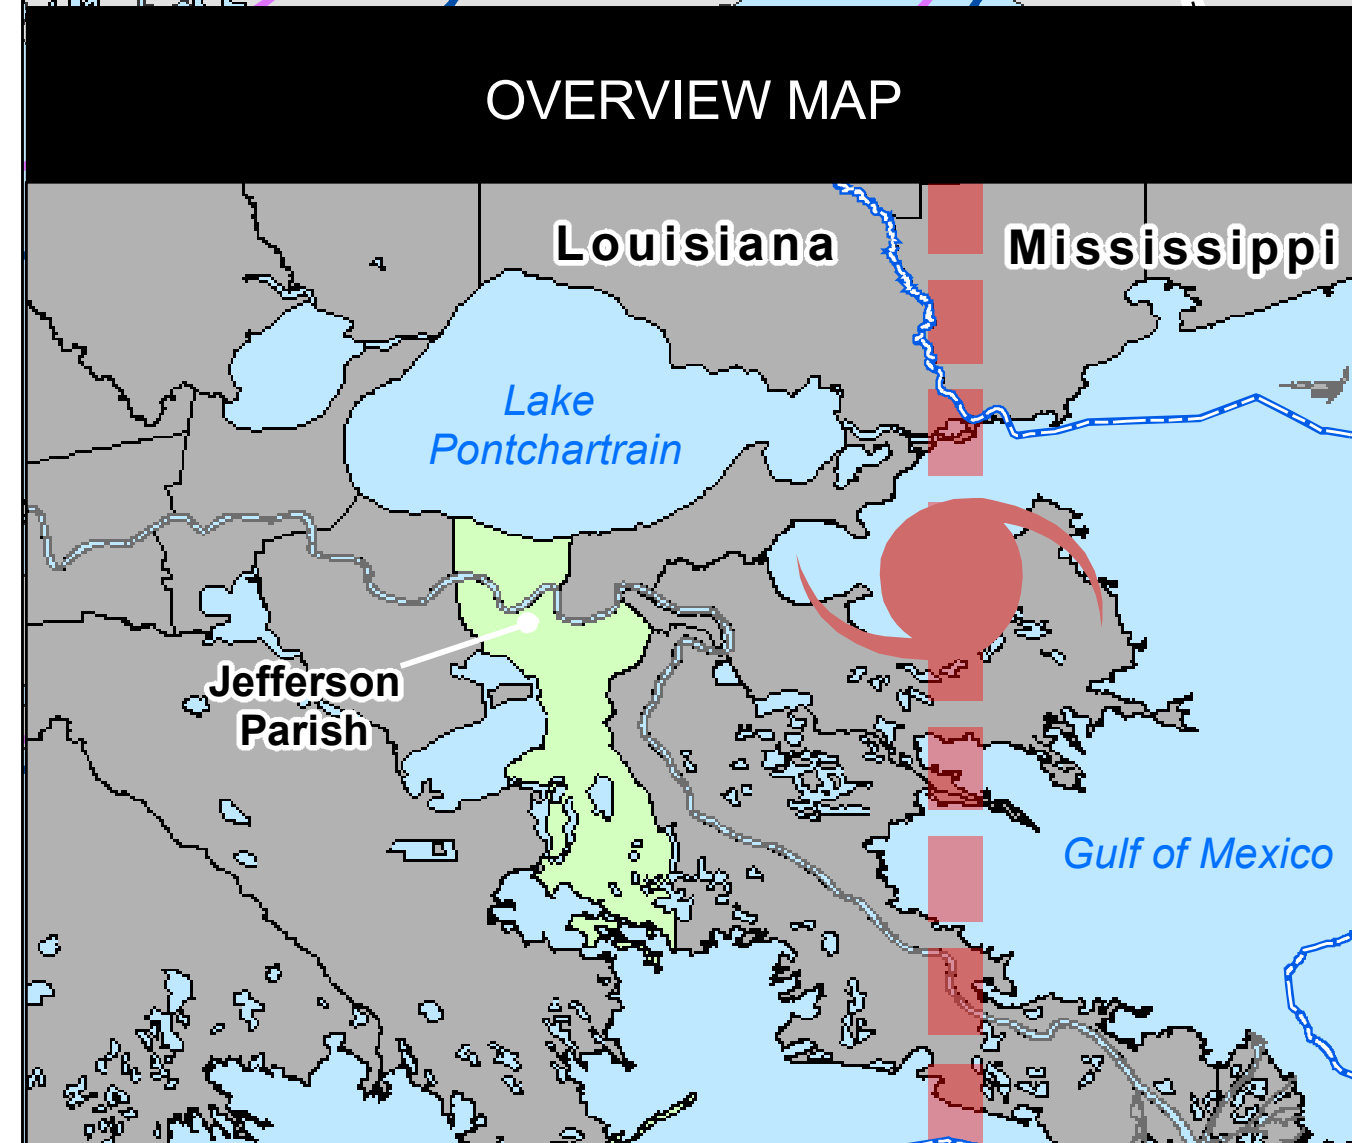 OVERVIEW MAP
Louisiana
Mississippi
Lake
Pontchartrain
Jefferson
Parish
Gulf of Mexico